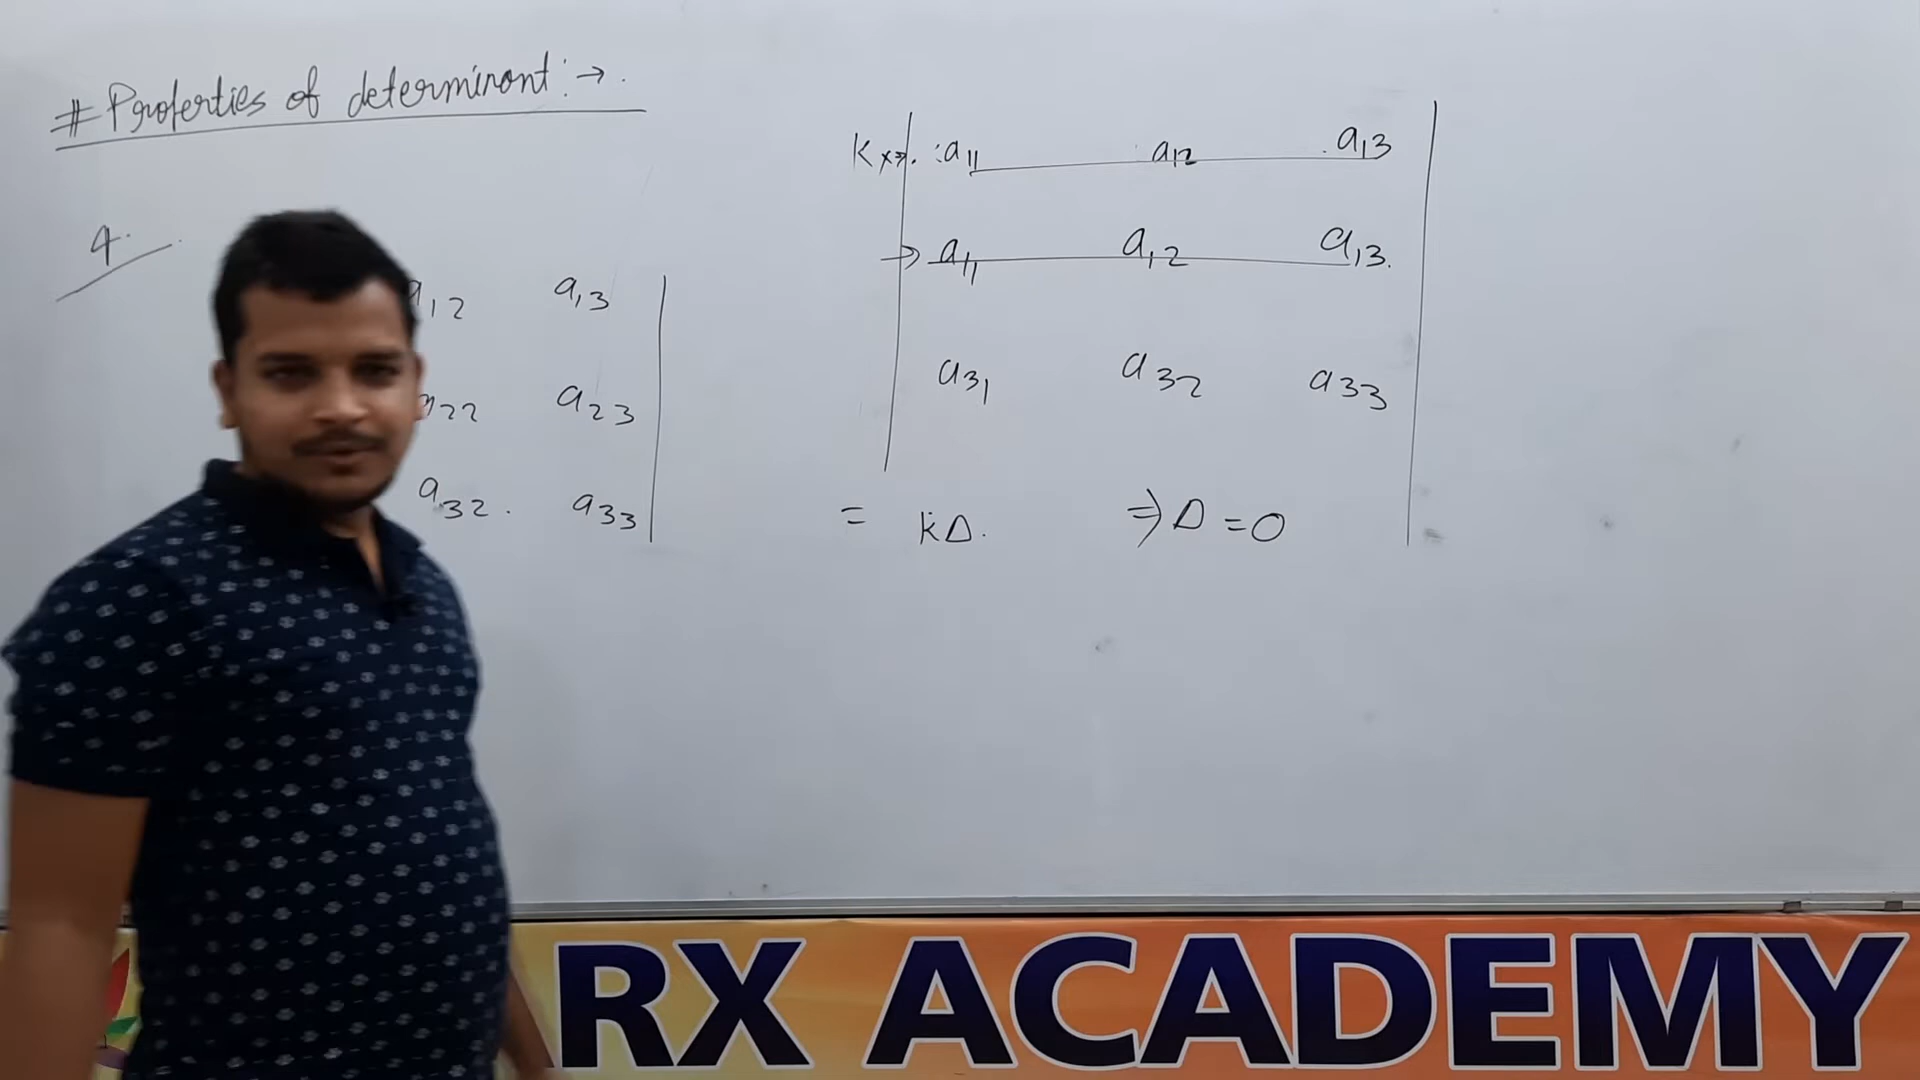 # Properties of determinant :→ .
4.
a12 a13
a22 a23
a32. a33
K x→. a11 a12 a13
→ a11 a12 a13.
a31 a32 a33
= KΔ. ⇒ Δ = 0
RX ACADEMY